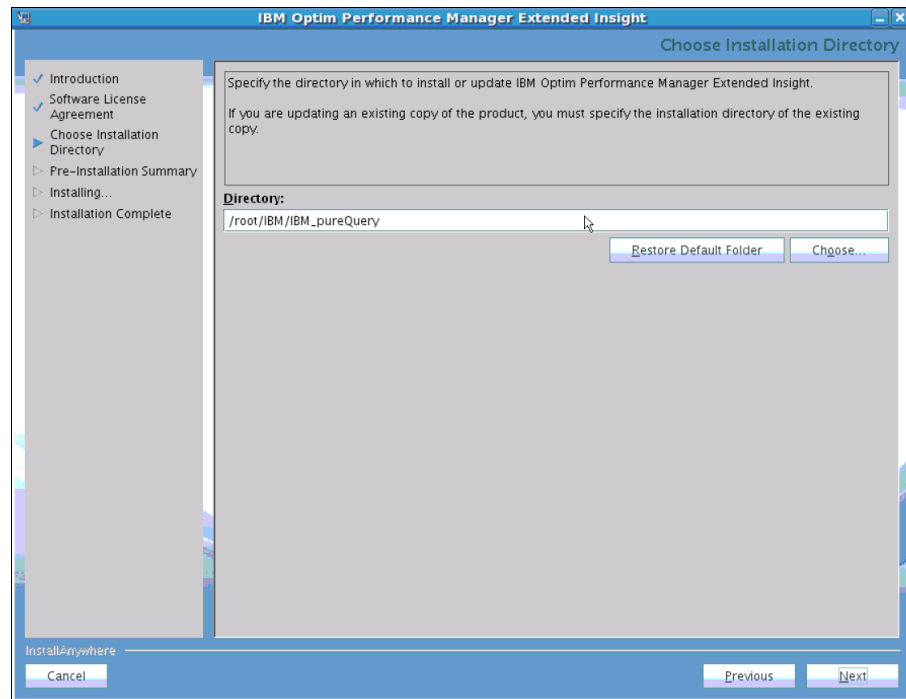 IBM Optim Performance Manager Extended Insight
Choose Installation Directory
Introduction
Software License
Agreement
Choose Installation
Directory
Pre-Installation Summary
Installing...
Installation Complete
Specify the directory in which to install or update IBM Optim Performance Manager Extended Insight.
If you are updating an existing copy of the product, you must specify the installation directory of the existing
copy.
Directory:
/root/IBM/IBM_pureQuery
Restore Default Folder
Choose...
InstallAnywhere
Cancel
Previous
Next